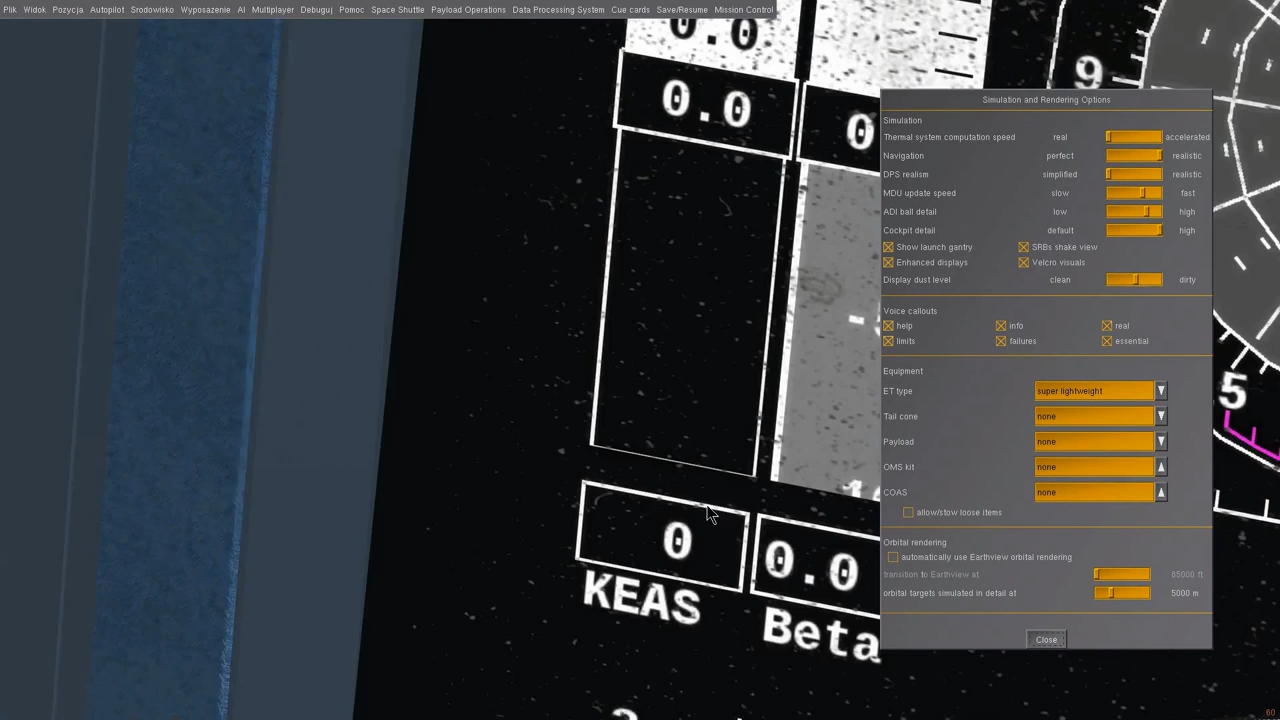 Plik Widok Pozycja Autopilot Środowisko Wyposażenie AI Multiplayer Debuguj Pomoc Space Shuttle Payload Operations Data Processing System Cue cards Save/Resume Mission Control
0.0
0.0
0
9
5
0
KEAS
0.0
Beta
Simulation and Rendering Options
Simulation
Thermal system computation speed real accelerated
Navigation perfect realistic
DPS realism simplified realistic
MDU update speed slow fast
ADI ball detail low high
Cockpit detail default high
Show launch gantry SRBs shake view
Enhanced displays Velcro visuals
Display dust level clean dirty
Voice callouts
help info real
limits failures essential
Equipment
ET type super lightweight
Tail cone none
Payload none
OMS kit none
COAS none
allow/stow loose items
Orbital rendering
automatically use Earthview orbital rendering
transition to Earthview at 85000 ft
orbital targets simulated in detail at 5000 m
Close
60